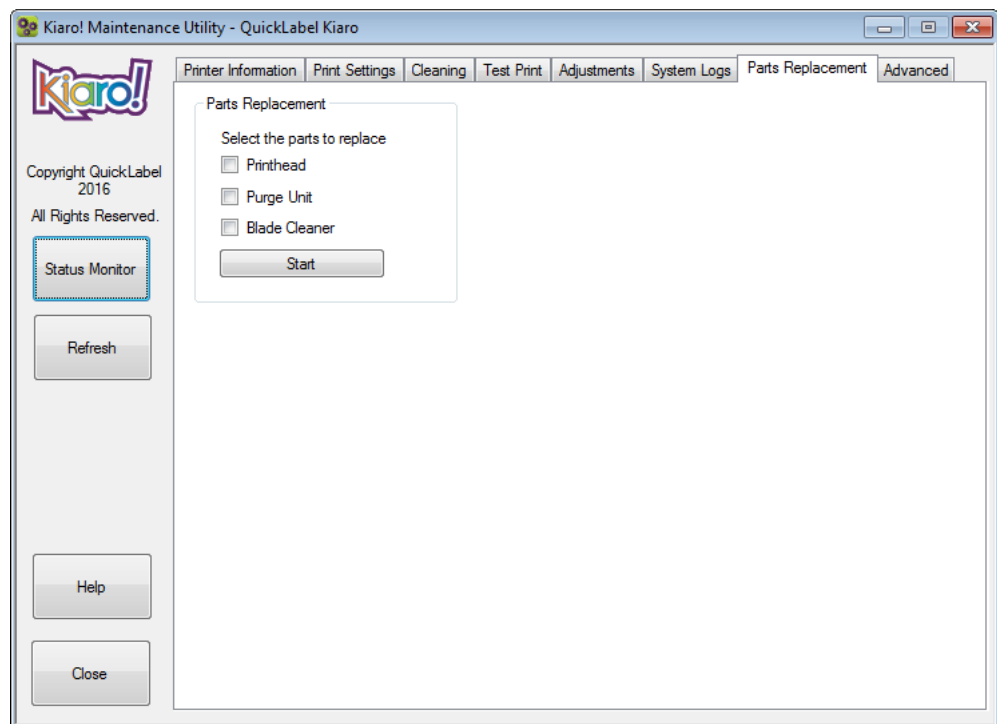 Kiaro! Maintenance Utility - QuickLabel Kiaro
Kiaro!
Printer Information Print Settings Cleaning Test Print Adjustments System Logs Parts Replacement Advanced
Copyright QuickLabel
2016
All Rights Reserved.
Status Monitor
Refresh
Help
Close
Parts Replacement
Select the parts to replace
Printhead
Purge Unit
Blade Cleaner
Start